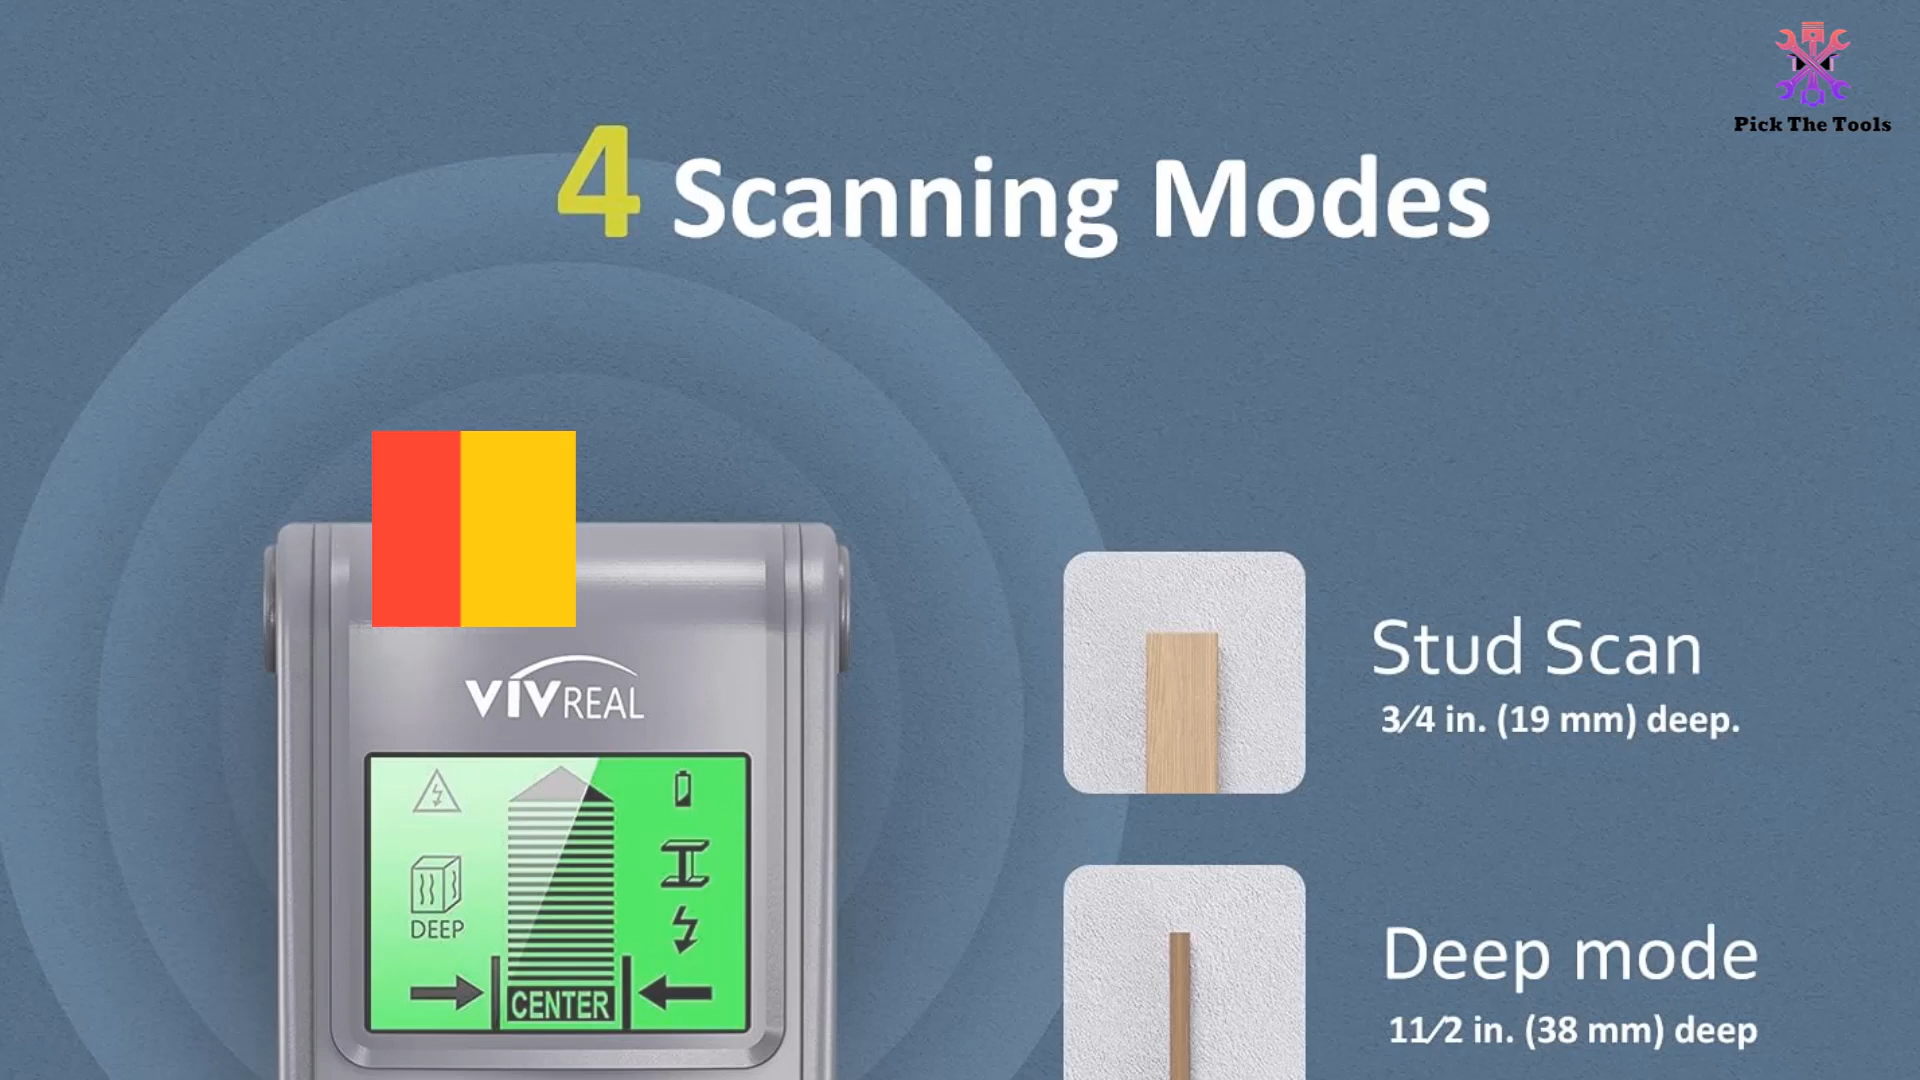 Pick The Tools
4 Scanning Modes
VIVREAL
DEEP
CENTER
Stud Scan
3/4 in. (19 mm) deep.
Deep mode
11/2 in. (38 mm) deep